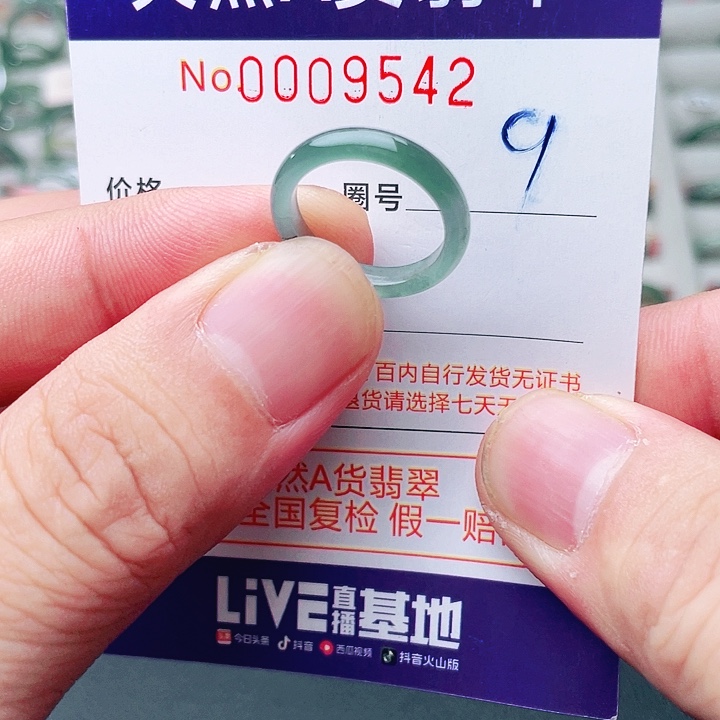 No.0009542
价格
圈号 9
百内自行发货无证书
退货请选择七天无
然A货翡翠
全国复检 假一赔
LiVE直播基地
今日头条 抖音 西瓜视频 抖音火山版